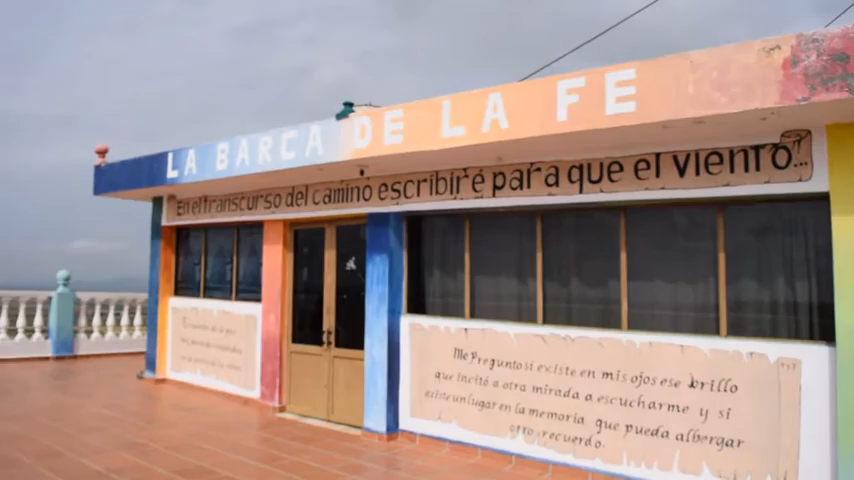 LA BARCA DE LA FE
En el transcurso del camino escribiré para que el viento...
Me Pregunto si existe en mis ojos ese brillo
que incitó a otra mirada a escucharme y si
existe un lugar en la memoria que pueda albergar
otro recuerdo.